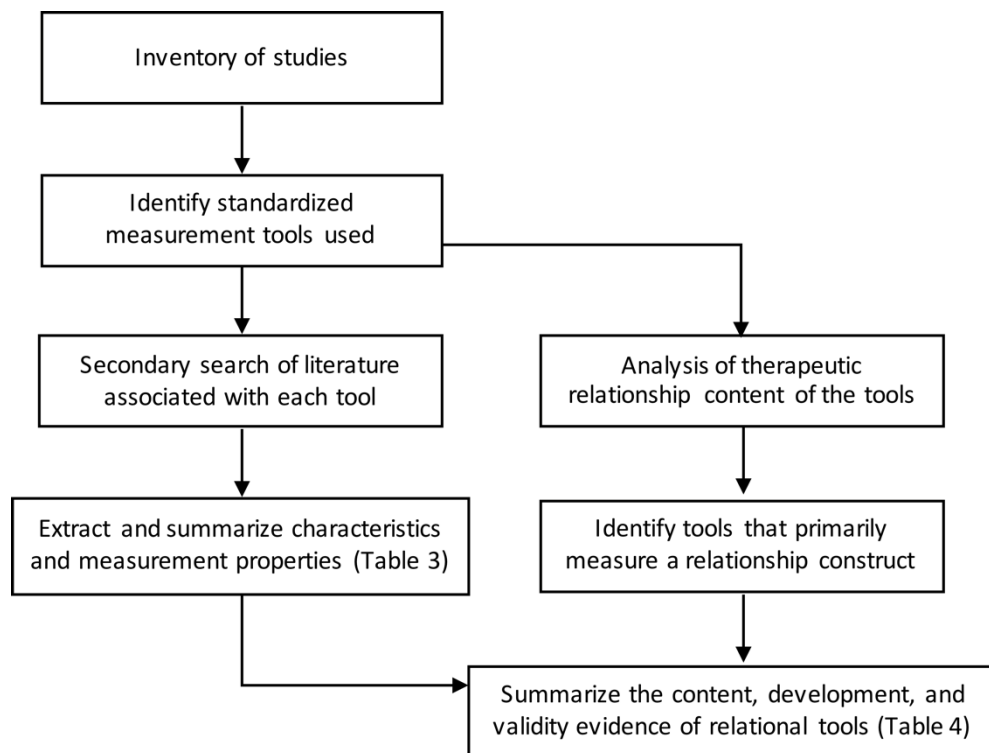 Inventory of studies
Identify standardized
measurement tools used
Secondary search of literature
associated with each tool
Analysis of therapeutic
relationship content of the tools
Extract and summarize characteristics
and measurement properties (Table 3)
Identify tools that primarily
measure a relationship construct
Summarize the content, development, and
validity evidence of relational tools (Table 4)